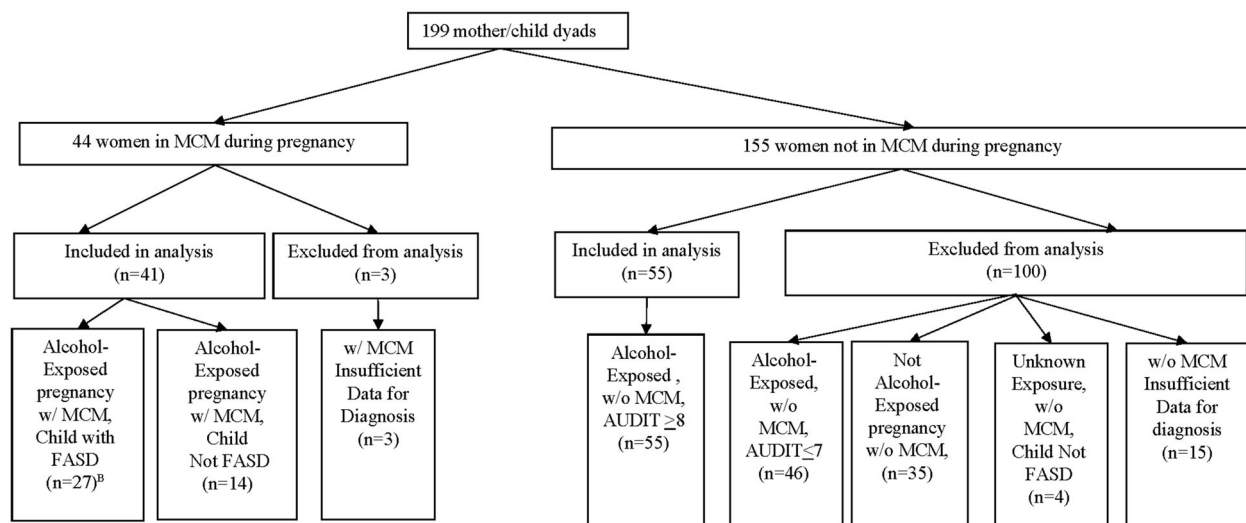 199 mother/child dyads
44 women in MCM during pregnancy
155 women not in MCM during pregnancy
Included in analysis
(n=41)
Excluded from analysis
(n=3)
Included in analysis
(n=55)
Excluded from analysis
(n=100)
Alcohol-
Exposed
pregnancy
w/ MCM,
Child with
FASD
(n=27)ᴮ
Alcohol-
Exposed
pregnancy
w/ MCM,
Child
Not FASD
(n=14)
w/ MCM
Insufficient
Data for
Diagnosis
(n=3)
Alcohol-
Exposed ,
w/o MCM,
AUDIT ≥8
(n=55)
Alcohol-
Exposed,
w/o
MCM,
AUDIT≤7
(n=46)
Not
Alcohol-
Exposed
pregnancy
w/o MCM,
(n=35)
Unknown
Exposure,
w/o
MCM,
Child Not
FASD
(n=4)
w/o MCM
Insufficient
Data for
diagnosis
(n=15)